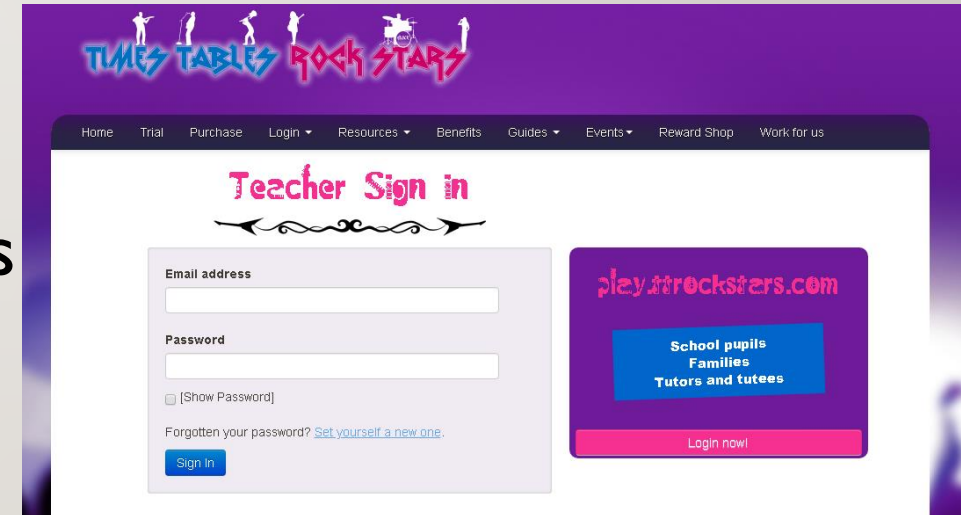 TIMES TABLES ROCK STARS
Home Trial Purchase Login Resources Benefits Guides Events Reward Shop Work for us
Teacher Sign in
Email address
Password
[Show Password]
Forgotten your password? Set yourself a new one.
Sign In
play.ttrockstars.com
School pupils
Families
Tutors and tutees
Login now!
s